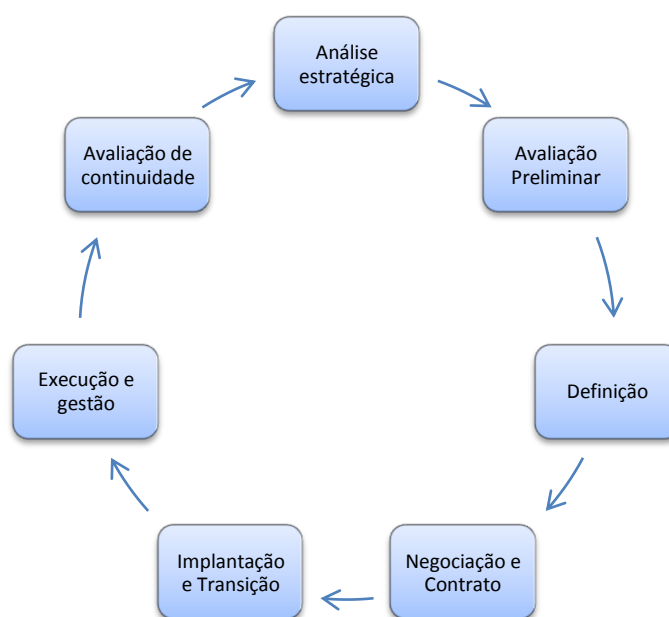 Análise
estratégica
Avaliação
Preliminar
Definição
Negociação e
Contrato
Implantação
e Transição
Execução e
gestão
Avaliação de
continuidade